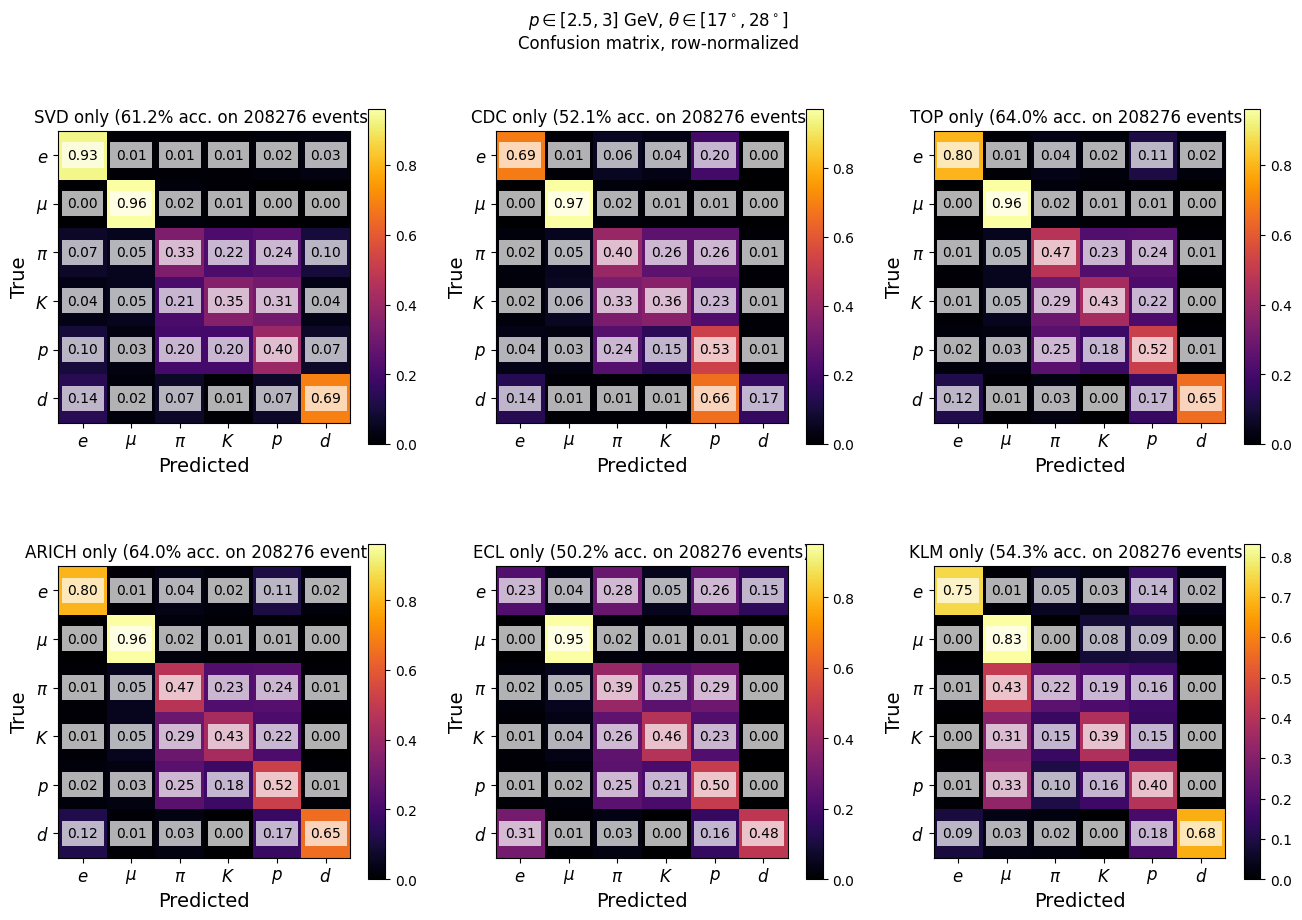 p ∈ [2.5, 3] GeV, θ ∈ [17°, 28°]
Confusion matrix, row-normalized
SVD only (61.2% acc. on 208276 events
True
e 0.93 0.01 0.01 0.01 0.02 0.03
μ 0.00 0.96 0.02 0.01 0.00 0.00
π 0.07 0.05 0.33 0.22 0.24 0.10
K 0.04 0.05 0.21 0.35 0.31 0.04
p 0.10 0.03 0.20 0.20 0.40 0.07
d 0.14 0.02 0.07 0.01 0.07 0.69
e μ π K p d
Predicted
0.8
0.6
0.4
0.2
0.0
CDC only (52.1% acc. on 208276 events
True
e 0.69 0.01 0.06 0.04 0.20 0.00
μ 0.00 0.97 0.02 0.01 0.01 0.00
π 0.02 0.05 0.40 0.26 0.26 0.01
K 0.02 0.06 0.33 0.36 0.23 0.01
p 0.04 0.03 0.24 0.15 0.53 0.01
d 0.14 0.01 0.01 0.01 0.66 0.17
e μ π K p d
Predicted
0.8
0.6
0.4
0.2
0.0
TOP only (64.0% acc. on 208276 events
True
e 0.80 0.01 0.04 0.02 0.11 0.02
μ 0.00 0.96 0.02 0.01 0.01 0.00
π 0.01 0.05 0.47 0.23 0.24 0.01
K 0.01 0.05 0.29 0.43 0.22 0.00
p 0.02 0.03 0.25 0.18 0.52 0.01
d 0.12 0.01 0.03 0.00 0.17 0.65
e μ π K p d
Predicted
0.8
0.6
0.4
0.2
0.0
ARICH only (64.0% acc. on 208276 event
True
e 0.80 0.01 0.04 0.02 0.11 0.02
μ 0.00 0.96 0.02 0.01 0.01 0.00
π 0.01 0.05 0.47 0.23 0.24 0.01
K 0.01 0.05 0.29 0.43 0.22 0.00
p 0.02 0.03 0.25 0.18 0.52 0.01
d 0.12 0.01 0.03 0.00 0.17 0.65
e μ π K p d
Predicted
0.8
0.6
0.4
0.2
0.0
ECL only (50.2% acc. on 208276 events)
True
e 0.23 0.04 0.28 0.05 0.26 0.15
μ 0.00 0.95 0.02 0.01 0.01 0.00
π 0.02 0.05 0.39 0.25 0.29 0.00
K 0.01 0.04 0.26 0.46 0.23 0.00
p 0.01 0.02 0.25 0.21 0.50 0.00
d 0.31 0.01 0.03 0.00 0.16 0.48
e μ π K p d
Predicted
0.8
0.6
0.4
0.2
0.0
KLM only (54.3% acc. on 208276 events
True
e 0.75 0.01 0.05 0.03 0.14 0.02
μ 0.00 0.83 0.00 0.08 0.09 0.00
π 0.01 0.43 0.22 0.19 0.16 0.00
K 0.00 0.31 0.15 0.39 0.15 0.00
p 0.01 0.33 0.10 0.16 0.40 0.00
d 0.09 0.03 0.02 0.00 0.18 0.68
e μ π K p d
Predicted
0.8
0.7
0.6
0.5
0.4
0.3
0.2
0.1
0.0